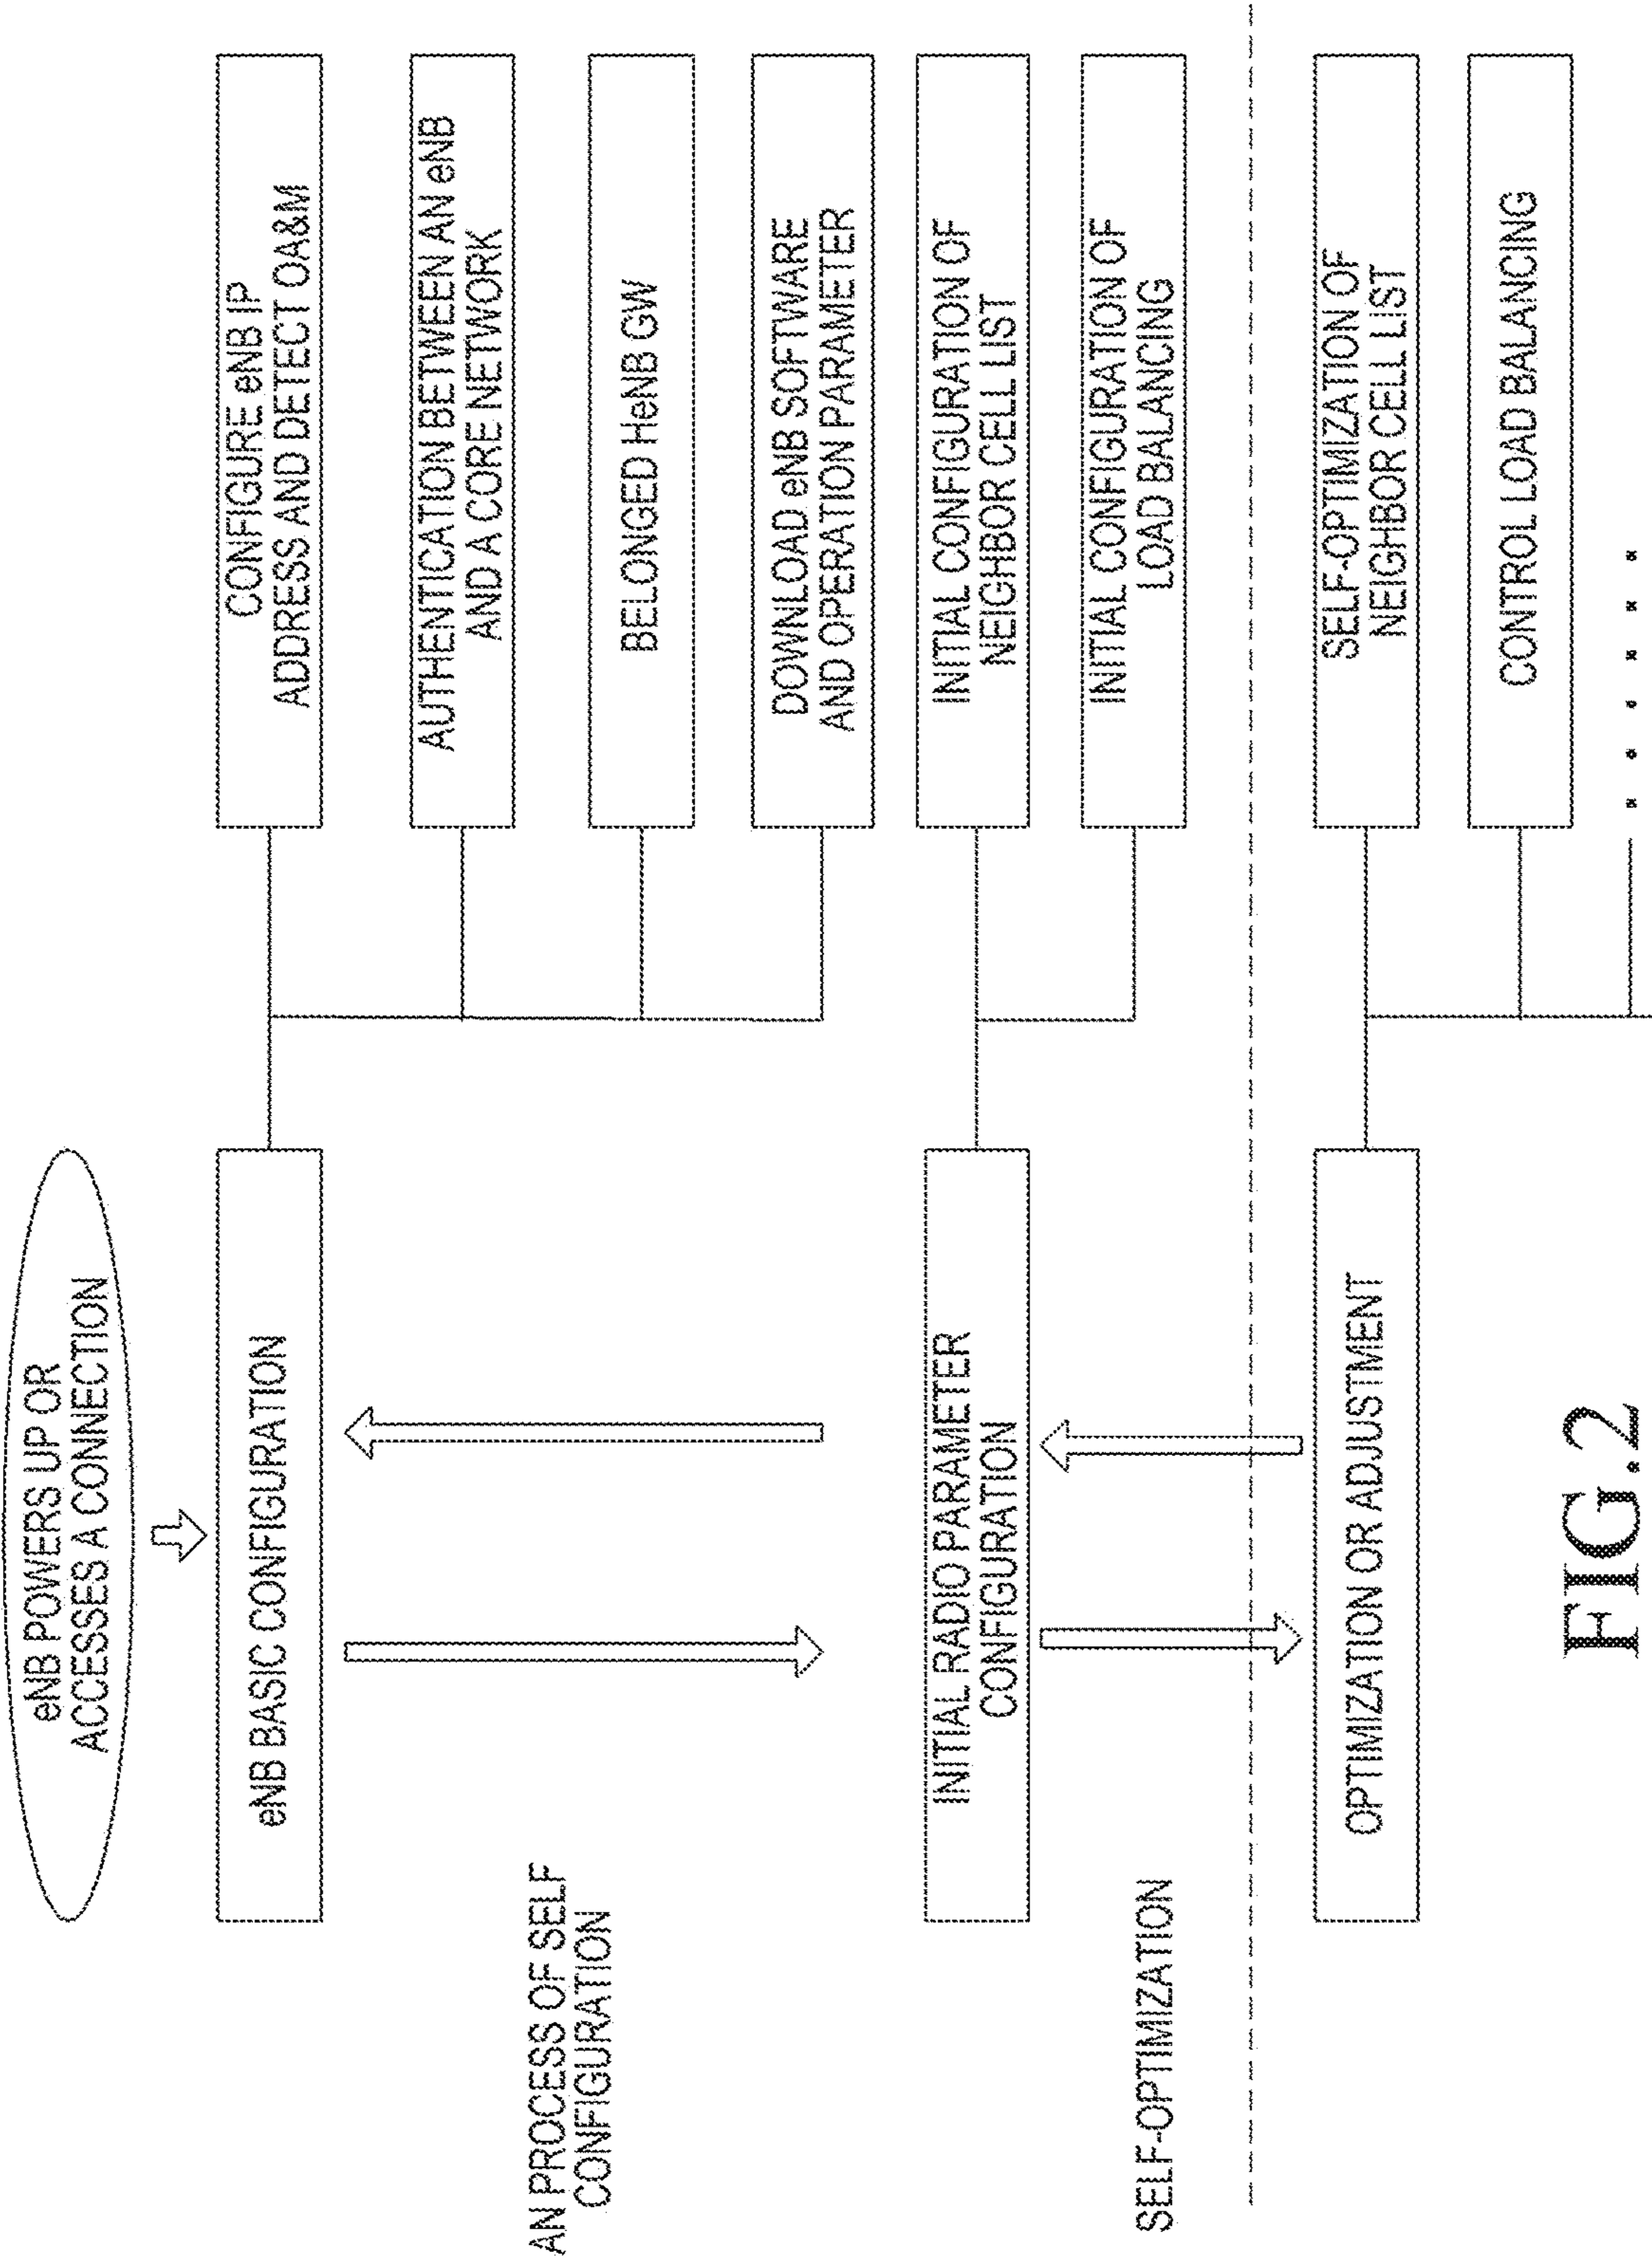 eNB POWERS UP OR
ACCESSES A CONNECTION
eNB BASIC CONFIGURATION
CONFIGURE eNB IP
ADDRESS AND DETECT OA&M
AUTHENTICATION BETWEEN AN eNB
AND A CORE NETWORK
BELONGED HeNB GW
DOWNLOAD eNB SOFTWARE
AND OPERATION PARAMETER
AN PROCESS OF SELF
CONFIGURATION
INITIAL RADIO PARAMETER
CONFIGURATION
INITIAL CONFIGURATION OF
NEIGHBOR CELL LIST
INITIAL CONFIGURATION OF
LOAD BALANCING
SELF-OPTIMIZATION
OPTIMIZATION OR ADJUSTMENT
SELF-OPTIMIZATION OF
NEIGHBOR CELL LIST
CONTROL LOAD BALANCING
FIG.2